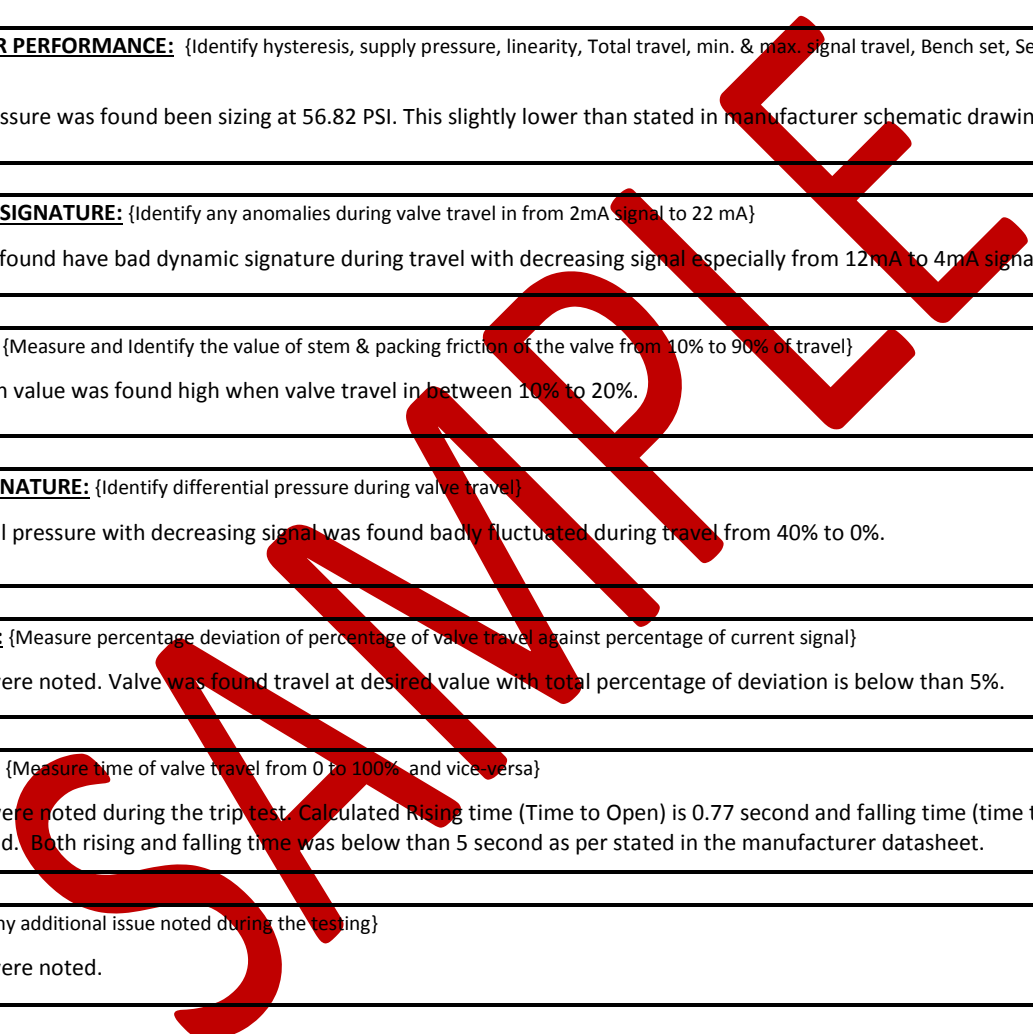 R PERFORMANCE: {Identify hysteresis, supply pressure, linearity, Total travel, min. & max. signal travel, Bench set, Se
ssure was found been sizing at 56.82 PSI. This slightly lower than stated in manufacturer schematic drawin
SIGNATURE: {Identify any anomalies during valve travel in from 2mA signal to 22 mA}
found have bad dynamic signature during travel with decreasing signal especially from 12mA to 4mA signa
{Measure and Identify the value of stem & packing friction of the valve from 10% to 90% of travel}
n value was found high when valve travel in between 10% to 20%.
NATURE: {Identify differential pressure during valve travel}
l pressure with decreasing signal was found badly fluctuated during travel from 40% to 0%.
: {Measure percentage deviation of percentage of valve travel against percentage of current signal}
were noted. Valve was found travel at desired value with total percentage of deviation is below than 5%.
{Measure time of valve travel from 0 to 100% and vice-versa}
were noted during the trip test. Calculated Rising time (Time to Open) is 0.77 second and falling time (time t
d. Both rising and falling time was below than 5 second as per stated in the manufacturer datasheet.
ny additional issue noted during the testing}
were noted.
SAMPLE